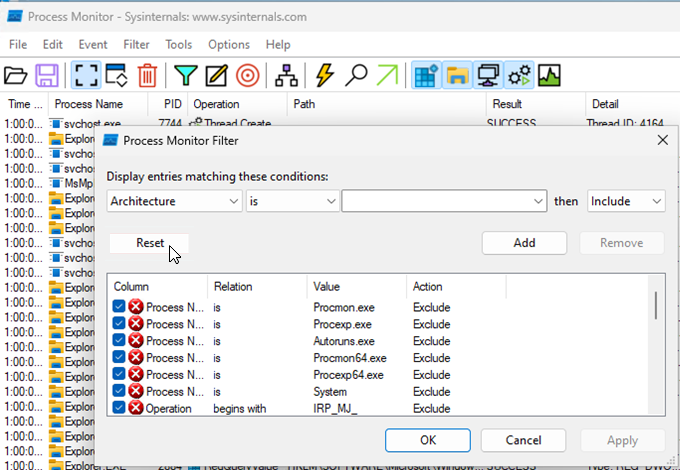 Process Monitor - Sysinternals: www.sysinternals.com
File Edit Event Filter Tools Options Help
Time ... Process Name PID Operation Path Result Detail
1:00:0... svchost.exe 7744 Thread Create SUCCESS Thread ID: 4164
1:00:0... Explor
Process Monitor Filter
1:00:0... svcho
1:00:0... svcho
Display entries matching these conditions:
1:00:0... MsMp
1:00:0... Explor
Architecture is then Include
1:00:0... Explor
1:00:0... Explor
1:00:0... svcho
Reset Add Remove
1:00:0... svcho
1:00:0... svcho
1:00:0... Explor
Column Relation Value Action
1:00:0... Explor
Process N... is Procmon.exe Exclude
1:00:0... Explor
Process N... is Procexp.exe Exclude
1:00:0... Explor
Process N... is Autoruns.exe Exclude
1:00:0... Explor
Process N... is Procmon64.exe Exclude
1:00:0... Explor
Process N... is Procexp64.exe Exclude
1:00:0... Explor
Process N... is System Exclude
1:00:0... Explor
Operation begins with IRP_MJ_ Exclude
1:00:0... Explor
1:00:0... Explor
OK Cancel Apply
1:00:0... Explor
1:00:0... Explorer.EXE 2884 RegQueryValue HKLM\SOFTWARE\Microsoft\Window... SUCCESS